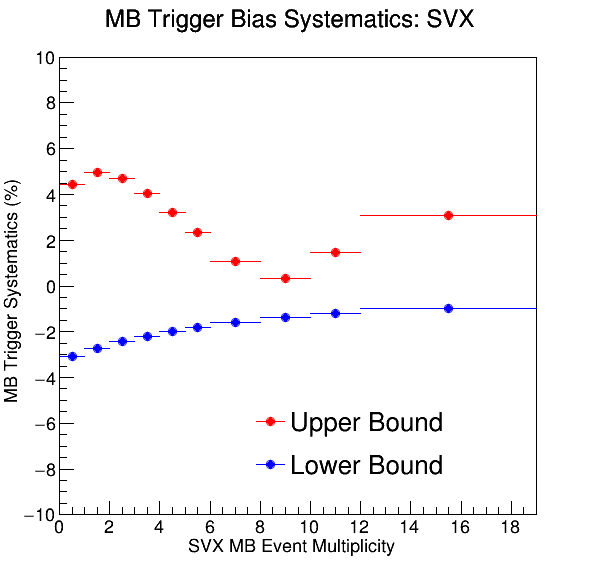 MB Trigger Bias Systematics: SVX
10
8
6
4
2
0
−2
−4
−6
−8
−10
MB Trigger Systematics (%)
Upper Bound
Lower Bound
0 2 4 6 8 10 12 14 16 18
SVX MB Event Multiplicity